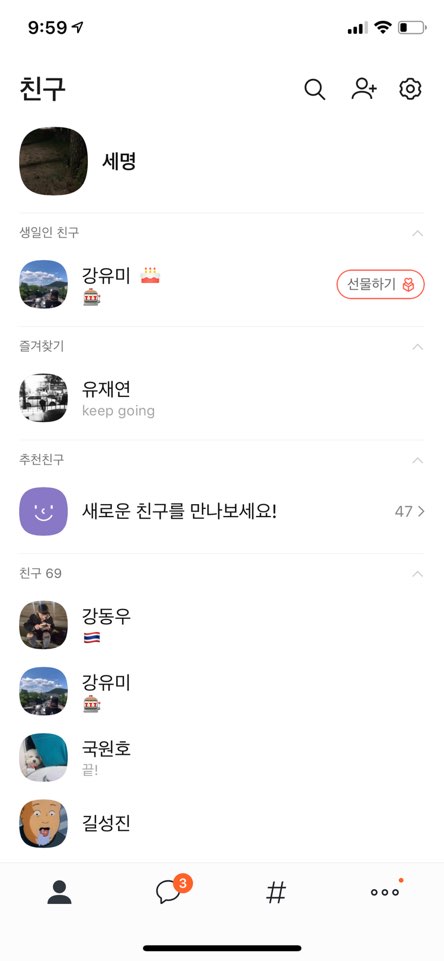 9:59
친구
세명
생일인 친구
강유미 🎂
🎰
선물하기
즐겨찾기
유재연
keep going
추천친구
새로운 친구를 만나보세요!
47
친구 69
강동우
🇹🇭
강유미
🎰
국원호
끝!
길성진
3
#